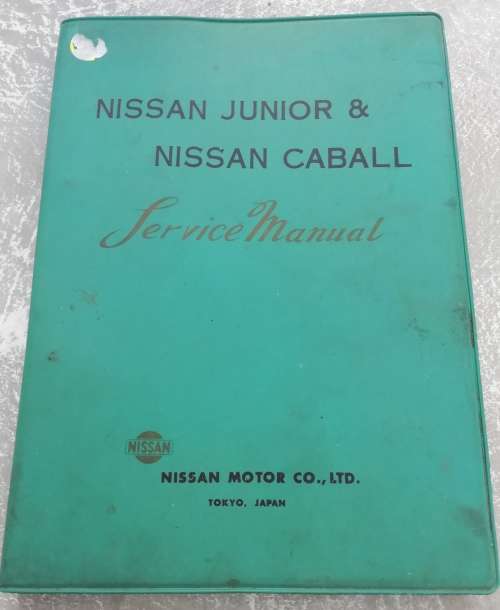 NISSAN JUNIOR &
NISSAN CABALL
Service Manual
NISSAN
NISSAN MOTOR CO., LTD.
TOKYO, JAPAN